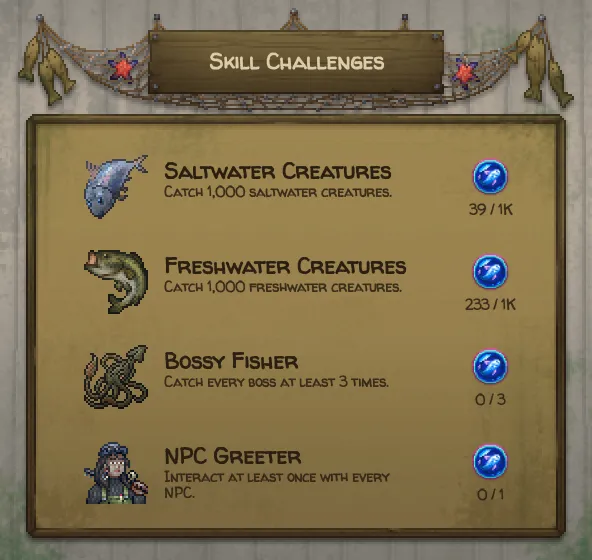 Skill Challenges
Saltwater Creatures
Catch 1,000 saltwater creatures.
39 / 1K
Freshwater Creatures
Catch 1,000 freshwater creatures.
233 / 1K
Bossy Fisher
Catch every boss at least 3 times.
0 / 3
NPC Greeter
Interact at least once with every
NPC.
0 / 1